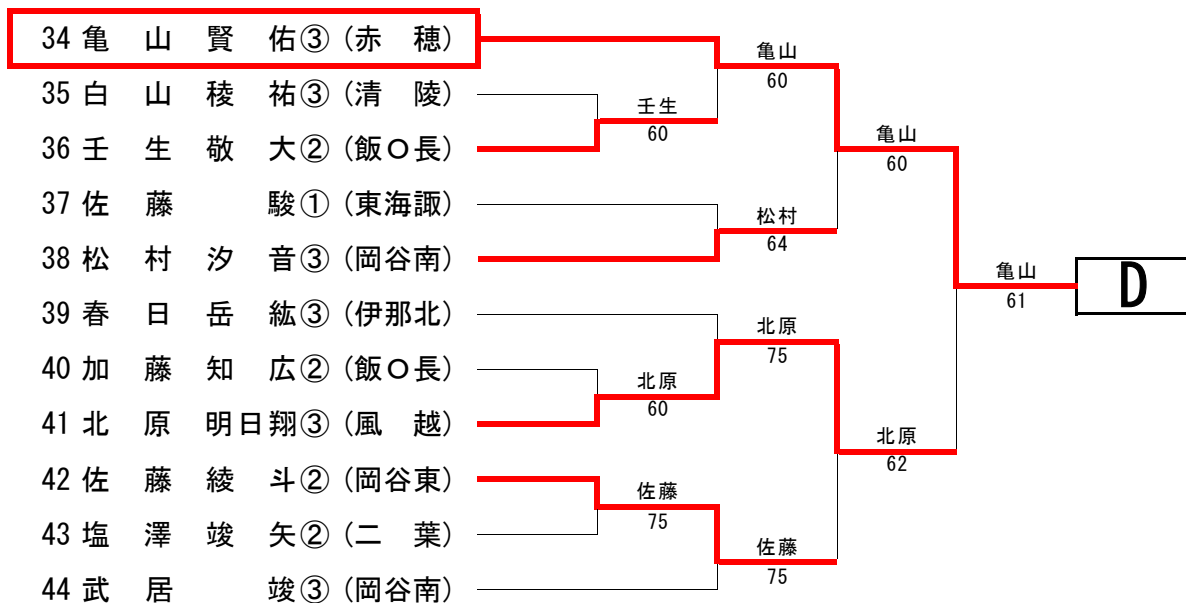 34 亀 山 賢 佑③ (赤 穂)
35 白 山 稜 祐③ (清 陵)
36 壬 生 敬 大② (飯O長)
37 佐 藤 駿① (東海諏)
38 松 村 汐 音③ (岡谷南)
39 春 日 岳 紘③ (伊那北)
40 加 藤 知 広② (飯O長)
41 北 原 明日翔③ (風 越)
42 佐 藤 綾 斗② (岡谷東)
43 塩 澤 竣 矢② (二 葉)
44 武 居 竣③ (岡谷南)
壬生
60
北原
60
佐藤
75
亀山
60
松村
64
北原
75
佐藤
75
亀山
60
北原
62
亀山
61
D